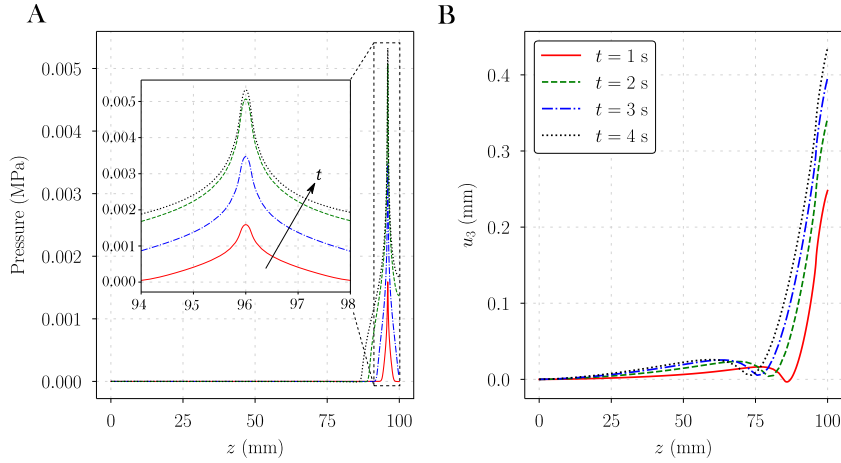 A
B
0.005
0.004
0.003
0.002
0.001
0.000
Pressure (MPa)
0.005
0.004
0.003
0.002
0.001
0.000
94
9.5
96
97
98
t
0
25
50
75
100
z (mm)
t = 1 s
t = 2 s
t = 3 s
t = 4 s
0.4
0.3
0.2
0.1
0.0
u₃ (mm)
0
25
50
75
100
z (mm)